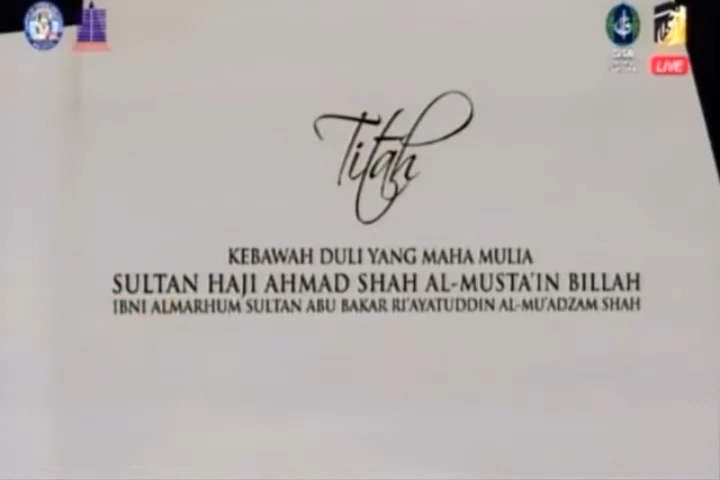 LIVE
Titah
KEBAWAH DULI YANG MAHA MULIA
SULTAN HAJI AHMAD SHAH AL-MUSTA'IN BILLAH
IBNI ALMARHUM SULTAN ABU BAKAR RI'AYATUDDIN AL-MU'ADZAM SHAH